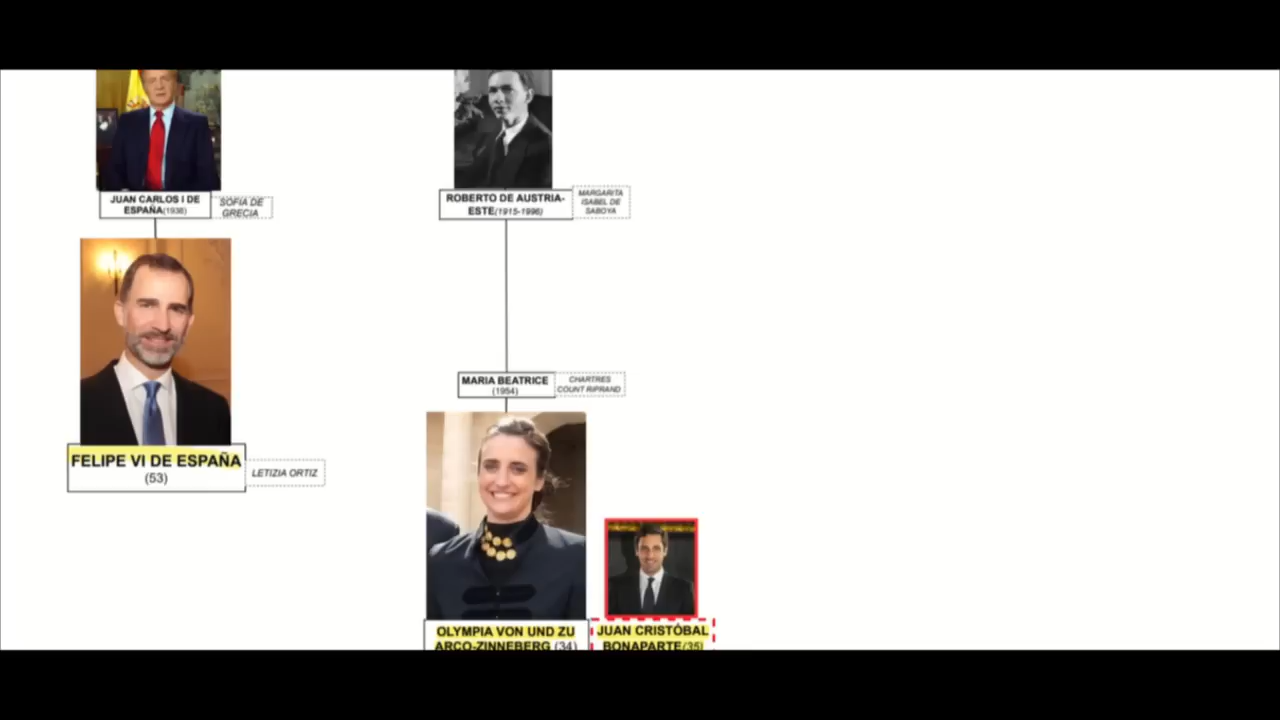 JUAN CARLOS I DE
ESPAÑA(1938)
SOFÍA DE
GRECIA
ROBERTO DE AUSTRIA-
ESTE(1915-1996)
MARGARITA
ISABEL DE
SABOYA
MARIA BEATRICE
(1954)
CHARTRES
COUNT RIPRAND
FELIPE VI DE ESPAÑA
(53)
LETIZIA ORTIZ
OLYMPIA VON UND ZU
ARCO-ZINNEBERG (34)
JUAN CRISTÓBAL
BONAPARTE(35)